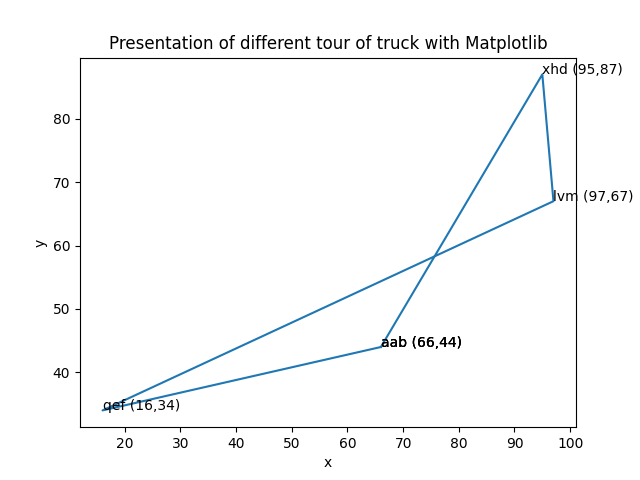 Presentation of different tour of truck with Matplotlib
xhd (95,87)
80
70
lvm (97,67)
60
y
50
aab (66,44)
40
qef (16,34)
20 30 40 50 60 70 80 90 100
x